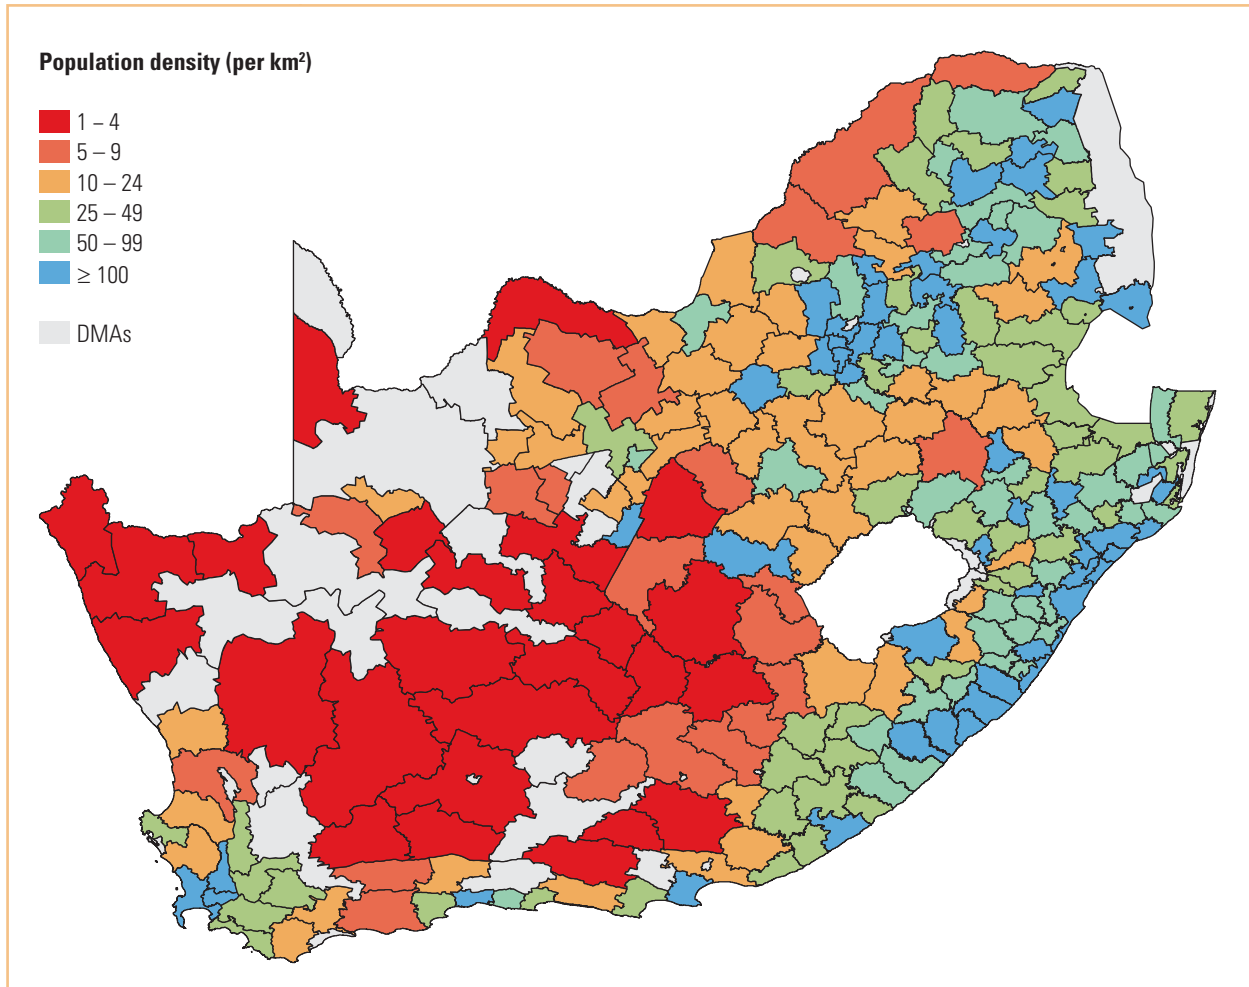 Population density (per km²)
1 – 4
5 – 9
10 – 24
25 – 49
50 – 99
≥ 100
DMAs